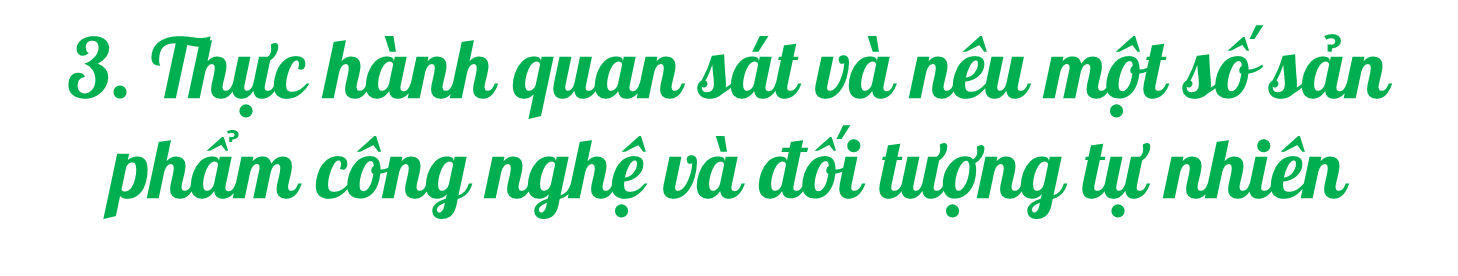 3. Thực hành quan sát và nêu một số sản
phẩm công nghệ và đối tượng tự nhiên